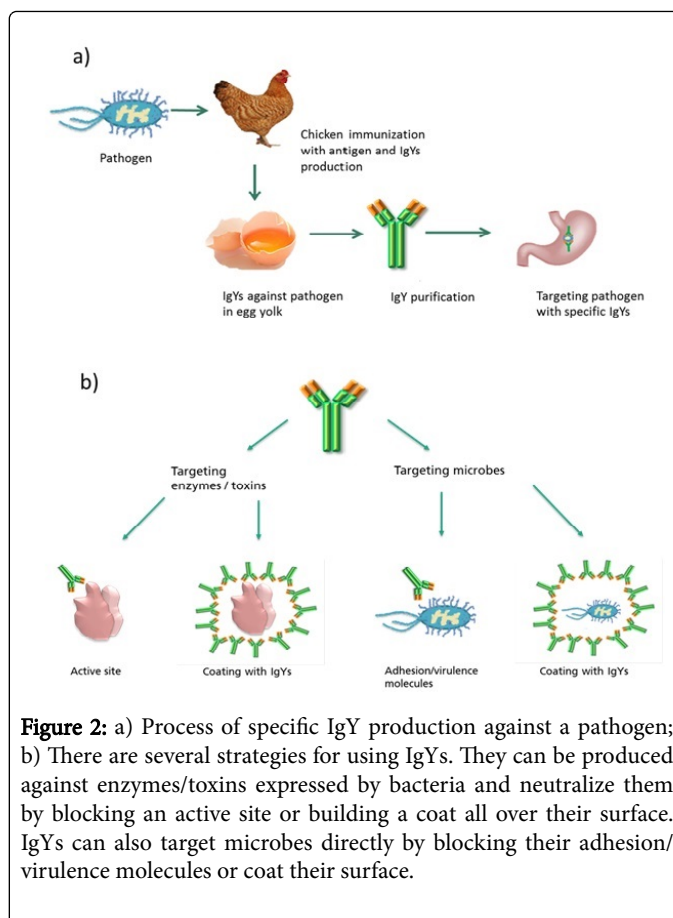 a)
Pathogen
Chicken immunization
with antigen and IgYs
production
IgYs against pathogen
in egg yolk
IgY purification
Targeting pathogen
with specific IgYs
b)
Targeting
enzymes / toxins
Targeting microbes
Active site
Coating with IgYs
Adhesion/virulence
molecules
Coating with IgYs
Figure 2: a) Process of specific IgY production against a pathogen;
b) There are several strategies for using IgYs. They can be produced
against enzymes/toxins expressed by bacteria and neutralize them
by blocking an active site or building a coat all over their surface.
IgYs can also target microbes directly by blocking their adhesion/
virulence molecules or coat their surface.